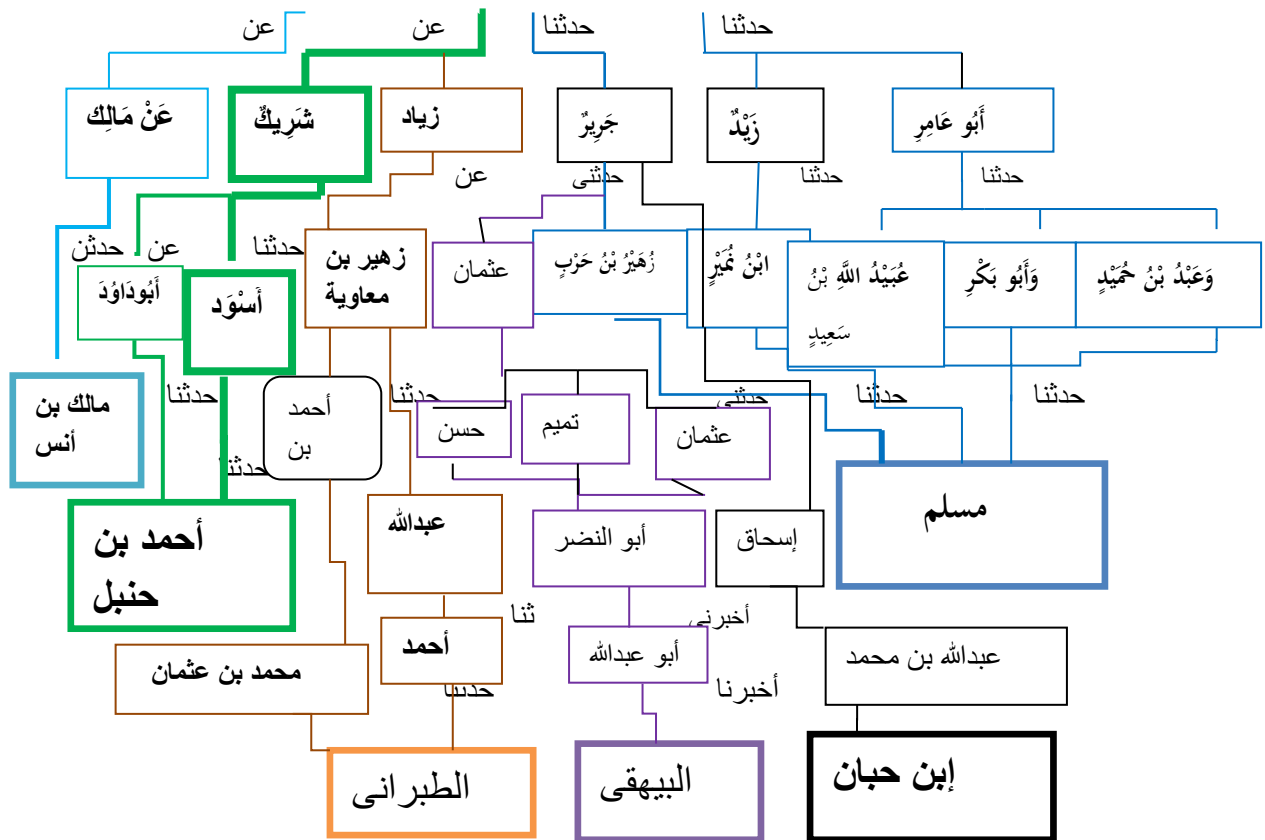 حدثنا
حدثنا
عن
عن
أَبُو عَامِرِ
زَيْدٌ
جَرِيرٌ
زياد
شَرِيكٌ
عَنْ مَالِك
حدثنا
حدثنا
حدثنى
عن
حدثنا
عن
حدثن
وَعَبْدُ بْنُ حُمَيْدٍ
وَأَبُو بَكْرِ
عُبَيْدُ اللَّهِ بْنُ
سَعِيدٍ
ابْنُ نُمَيْرٍ
زُهَيْرُ بْنُ حَرْبٍ
عثمان
زهير بن
معاوية
أَسْوَد
أَبُودَاوُدَ
حدثنا
حدثنا
حدثنى
حدثنا
حدثنا
عثمان
تميم
حسن
أحمد
بن
مالك بن
أنس
حدثنا
مسلم
إسحاق
أبو النضر
عبدالله
أحمد بن
حنبل
أخبرنى
ثنا
عبدالله بن محمد
أبو عبدالله
أحمد
محمد بن عثمان
أخبرنا
حدثنا
إبن حبان
البيهقى
الطبرانى